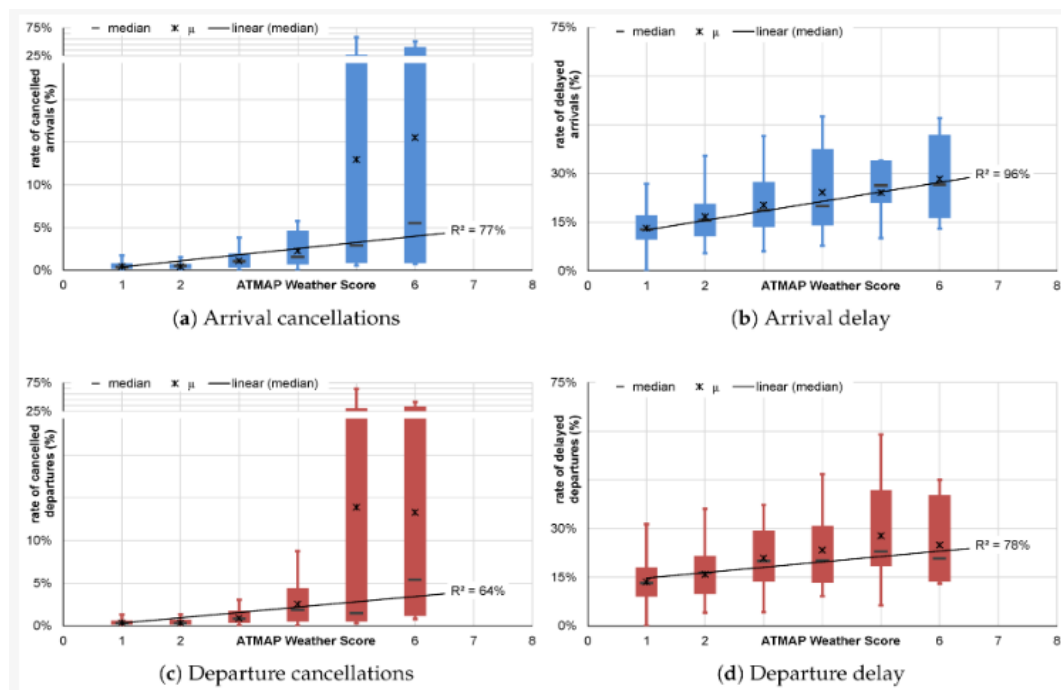 75%
median μ linear (median)
25%
rate of cancelled
arrivals (%)
10%
5%
R² = 77%
0%
0 1 2 ATMAP Weather Score 6 7 8
(a) Arrival cancellations
75%
median μ linear (median)
rate of delayed
arrivals (%)
30%
R² = 96%
15%
0%
0 1 2 ATMAP Weather Score 6 7 8
(b) Arrival delay
75%
median μ linear (median)
25%
rate of cancelled
departures (%)
10%
5%
R² = 64%
0%
0 1 2 ATMAP Weather Score 6 7 8
(c) Departure cancellations
75%
median μ linear (median)
rate of delayed
departures (%)
30%
R² = 78%
15%
0%
0 1 2 ATMAP Weather Score 6 7 8
(d) Departure delay